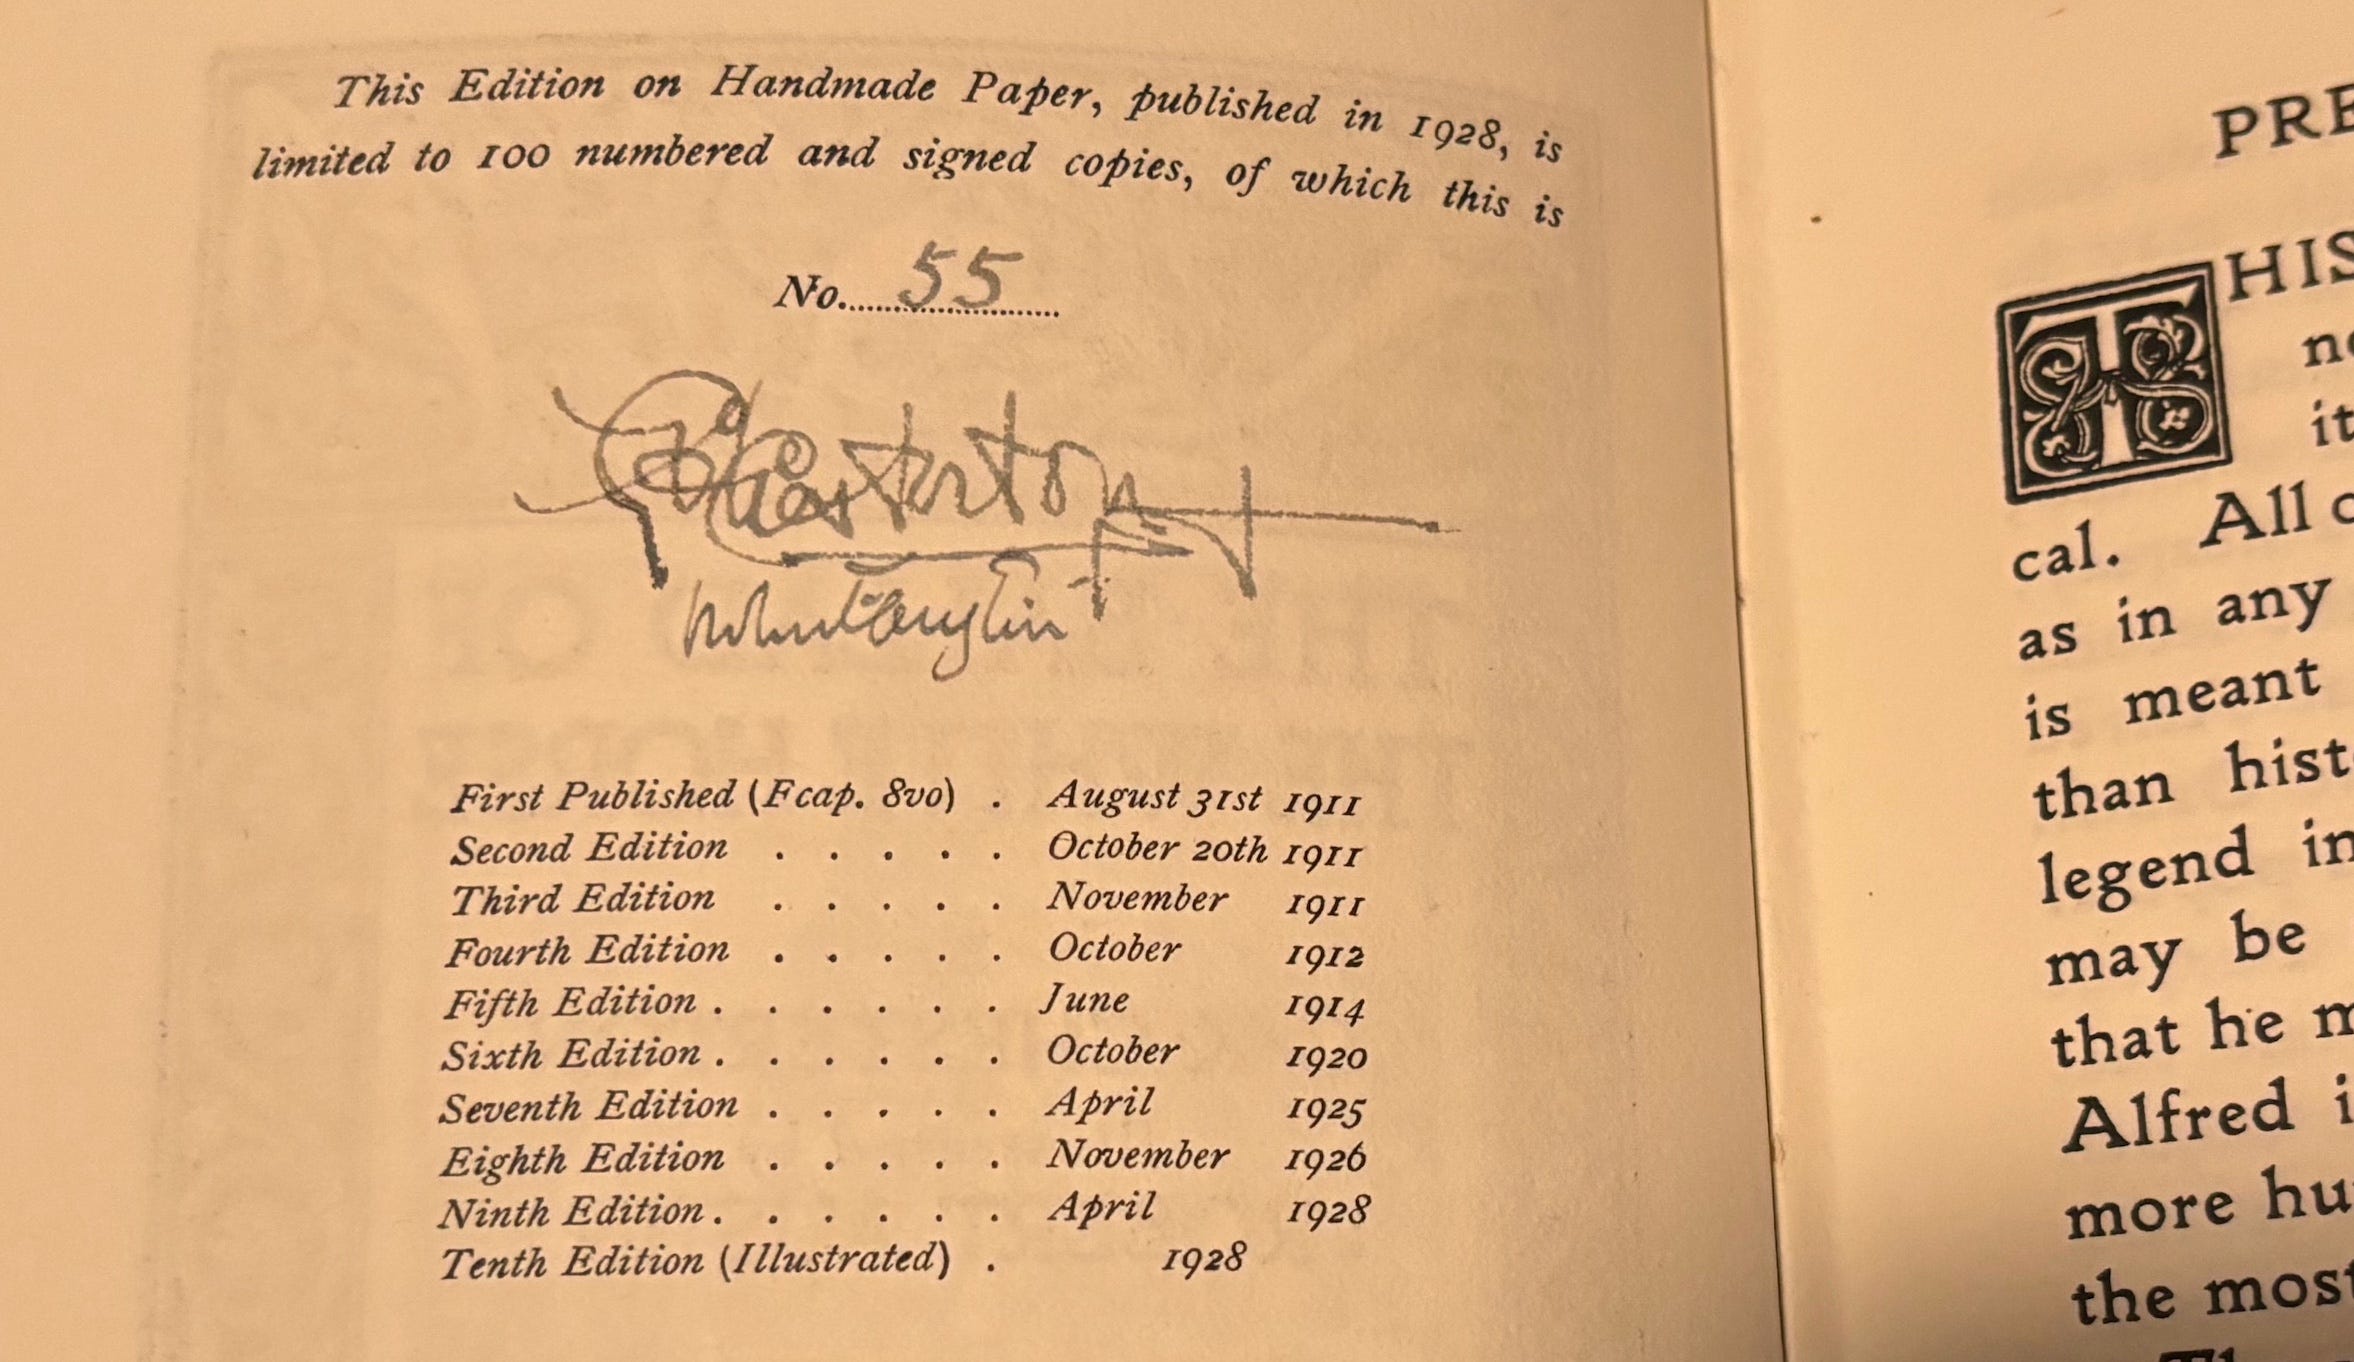 This Edition on Handmade Paper, published in 1928, is
limited to 100 numbered and signed copies, of which this is
No. 55
G K Chesterton
First Published (Fcap. 8vo) . August 31st 1911
Second Edition . . . . . October 20th 1911
Third Edition . . . . . November 1911
Fourth Edition . . . . . October 1912
Fifth Edition . . . . . . June 1914
Sixth Edition . . . . . . October 1920
Seventh Edition . . . . . April 1925
Eighth Edition . . . . . November 1926
Ninth Edition . . . . . . April 1928
Tenth Edition (Illustrated) . 1928
PRE
THIS
it
cal. All
as in any
is meant
than hist
legend in
may be
that he m
Alfred i
more hu
the most